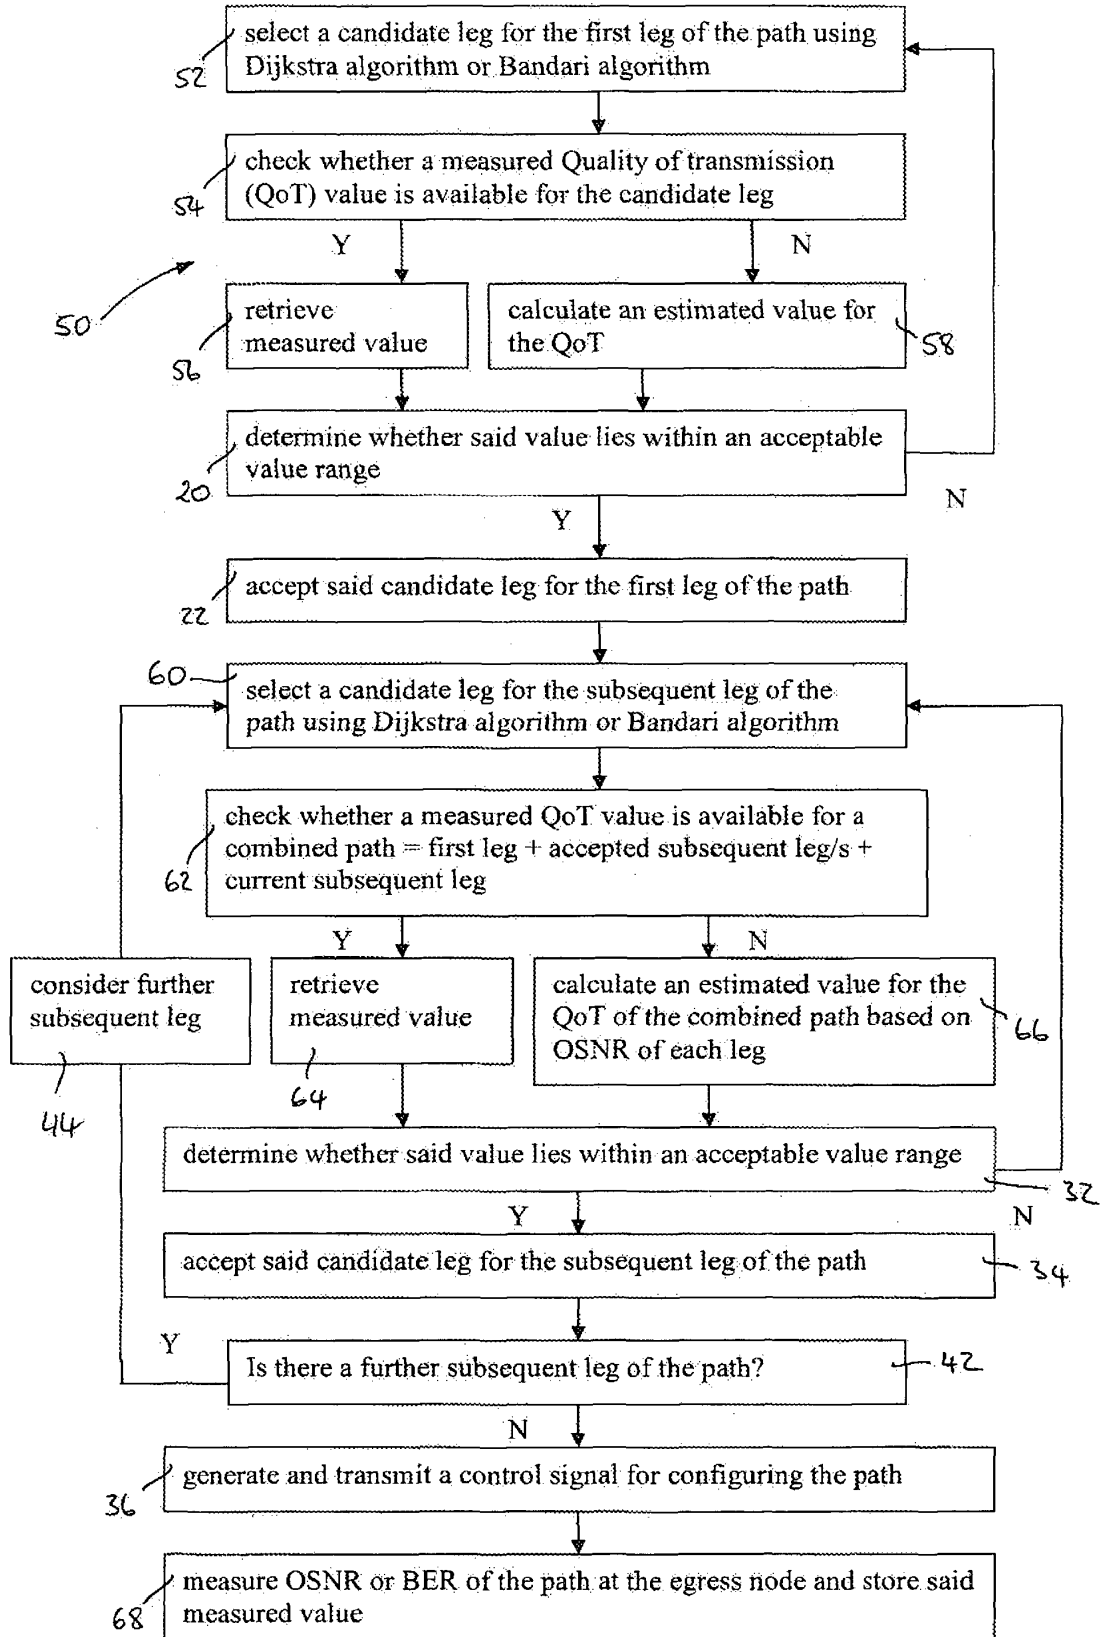 select a candidate leg for the first leg of the path using
Dijkstra algorithm or Bandari algorithm
52
check whether a measured Quality of transmission
(QoT) value is available for the candidate leg
54
Y
N
50
retrieve
measured value
56
calculate an estimated value for
the QoT
58
determine whether said value lies within an acceptable
value range
20
N
Y
accept said candidate leg for the first leg of the path
22
60
select a candidate leg for the subsequent leg of the
path using Dijkstra algorithm or Bandari algorithm
check whether a measured QoT value is available for a
combined path = first leg + accepted subsequent leg/s +
current subsequent leg
62
Y
N
consider further
subsequent leg
44
retrieve
measured value
64
calculate an estimated value for the
QoT of the combined path based on
OSNR of each leg
66
determine whether said value lies within an acceptable value range
32
Y
N
accept said candidate leg for the subsequent leg of the path
34
Y
Is there a further subsequent leg of the path?
42
N
generate and transmit a control signal for configuring the path
36
measure OSNR or BER of the path at the egress node and store said
measured value
68